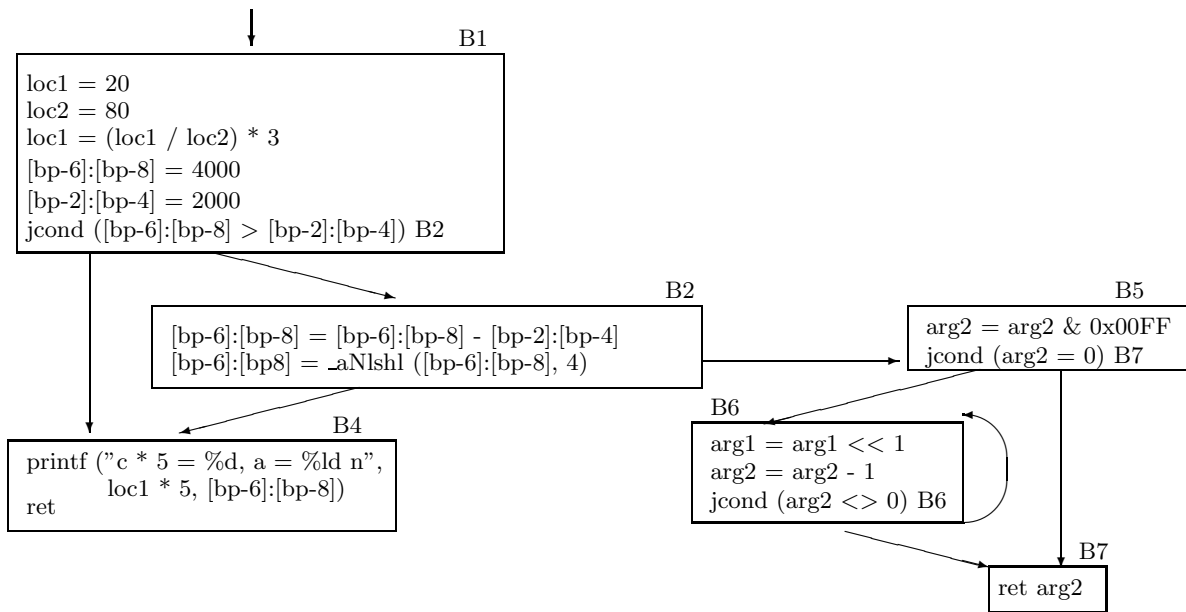 B1
loc1 = 20
loc2 = 80
loc1 = (loc1 / loc2) * 3
[bp-6]:[bp-8] = 4000
[bp-2]:[bp-4] = 2000
jcond ([bp-6]:[bp-8] > [bp-2]:[bp-4]) B2
B2
[bp-6]:[bp-8] = [bp-6]:[bp-8] - [bp-2]:[bp-4]
[bp-6]:[bp8] = _aNlshl ([bp-6]:[bp-8], 4)
B5
arg2 = arg2 & 0x00FF
jcond (arg2 = 0) B7
B4
printf ("c * 5 = %d, a = %ld n",
loc1 * 5, [bp-6]:[bp-8])
ret
B6
arg1 = arg1 << 1
arg2 = arg2 - 1
jcond (arg2 <> 0) B6
B7
ret arg2